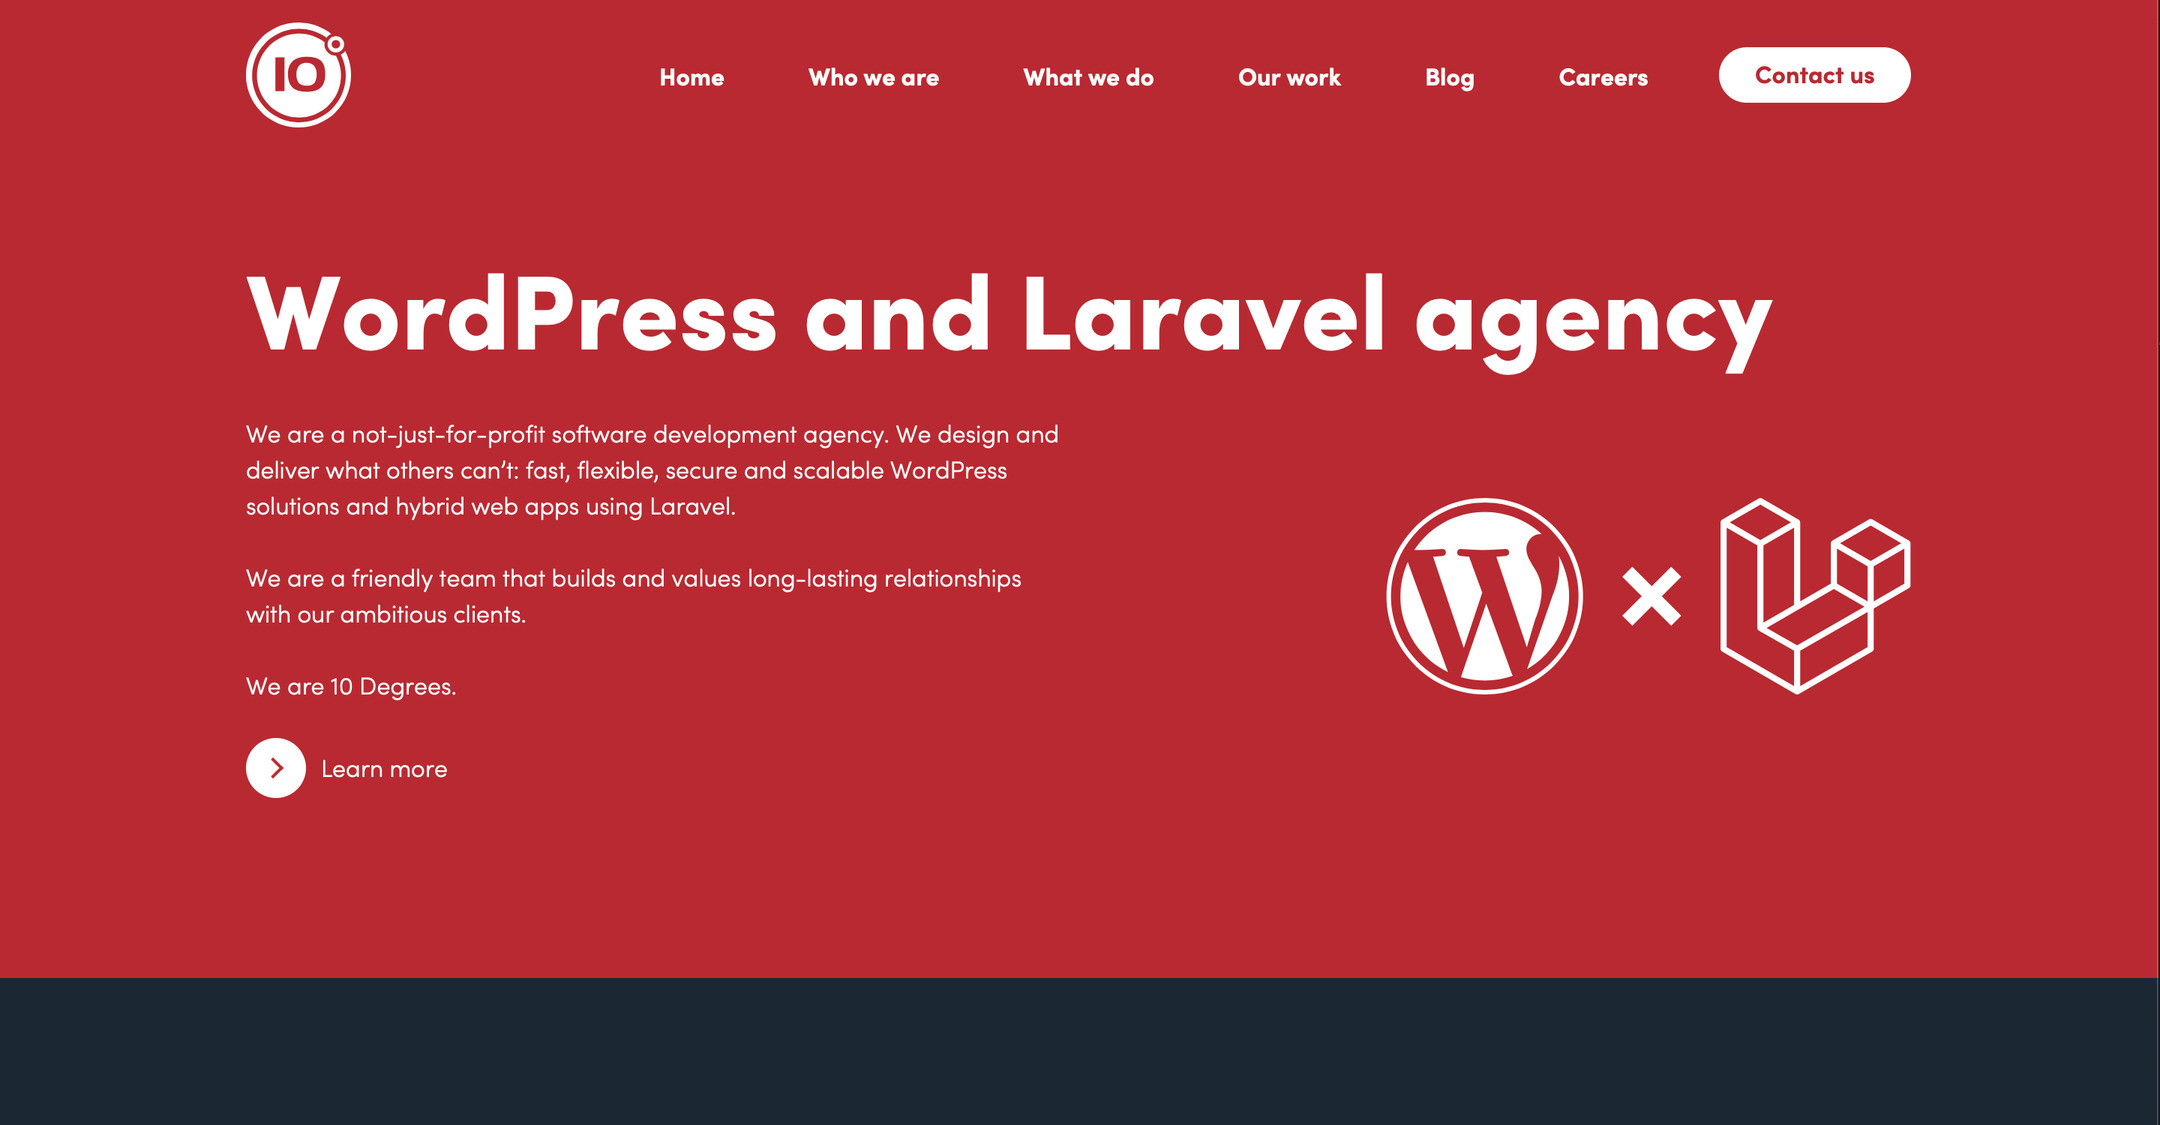 10
Home
Who we are
What we do
Our work
Blog
Careers
Contact us
WordPress and Laravel agency
We are a not-just-for-profit software development agency. We design and
deliver what others can’t: fast, flexible, secure and scalable WordPress
solutions and hybrid web apps using Laravel.
We are a friendly team that builds and values long-lasting relationships
with our ambitious clients.
We are 10 Degrees.
Learn more